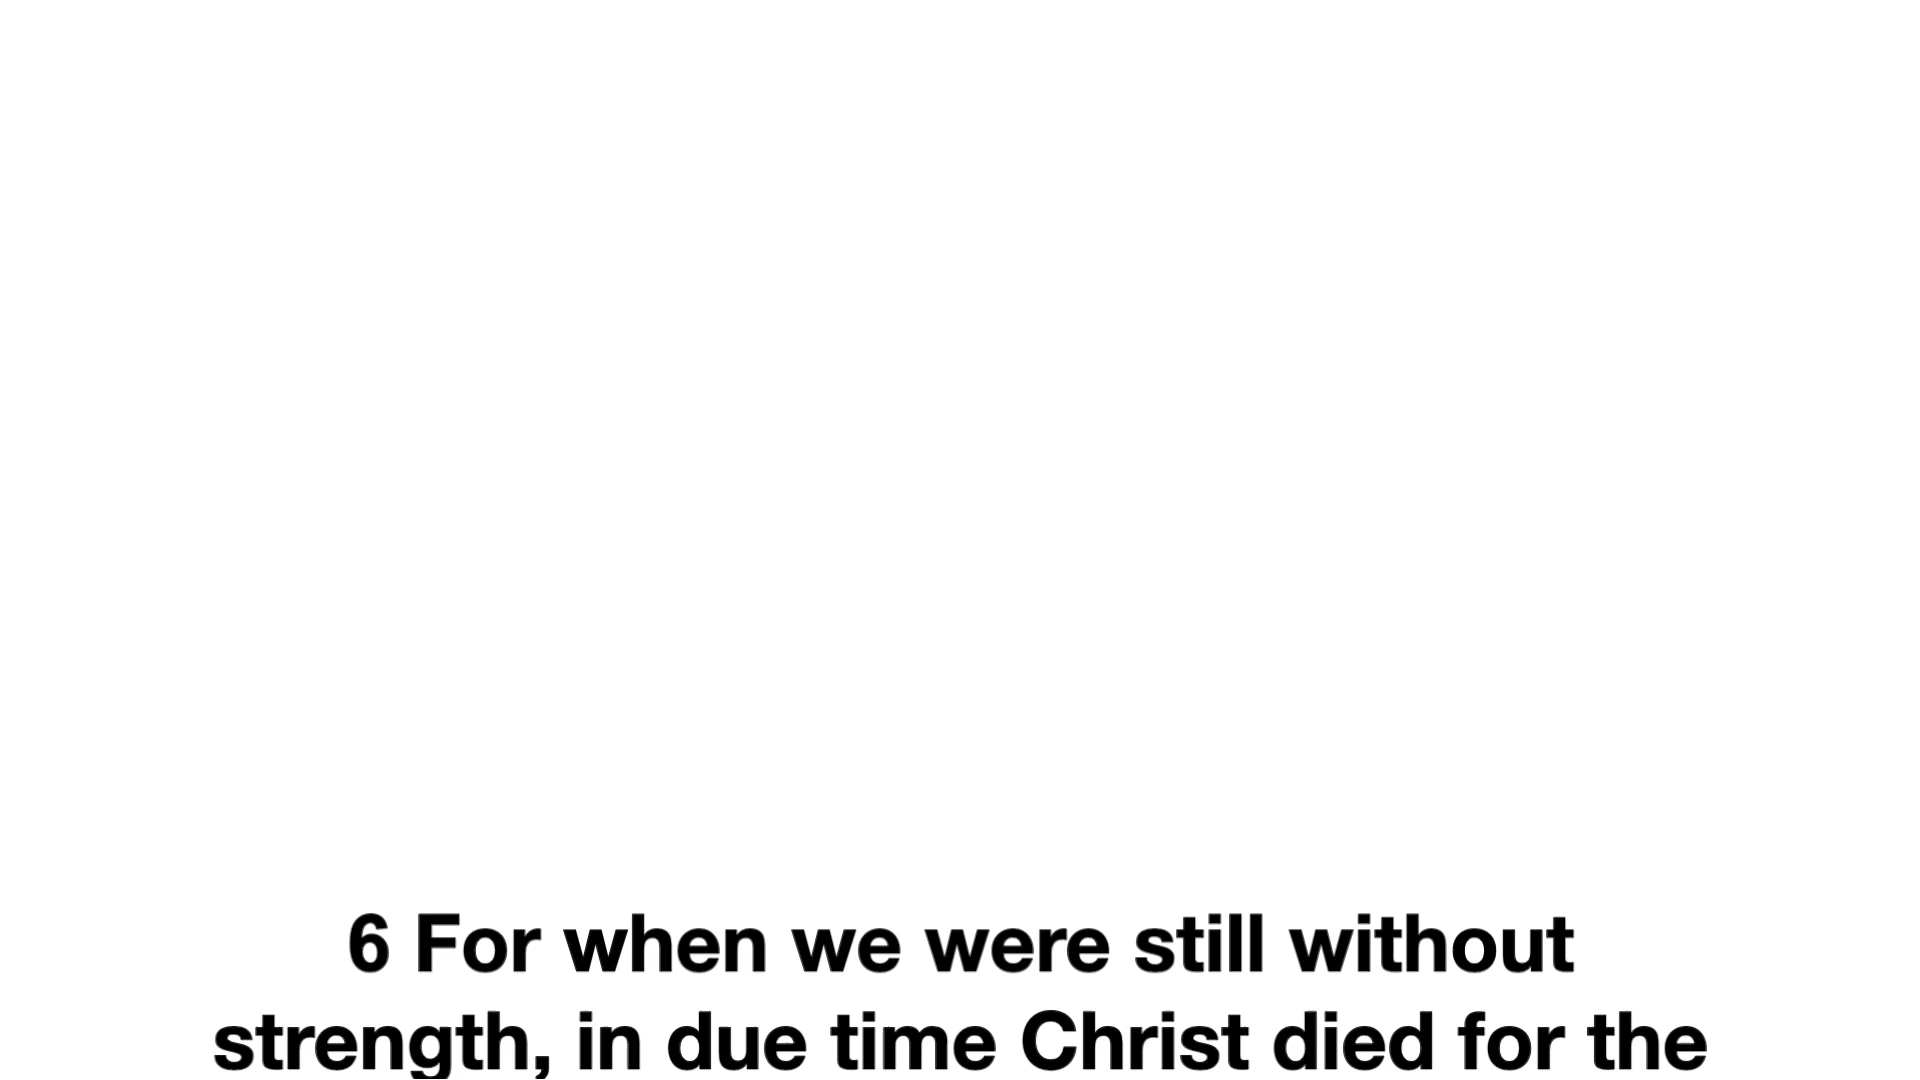 6 For when we were still without
strength, in due time Christ died for the